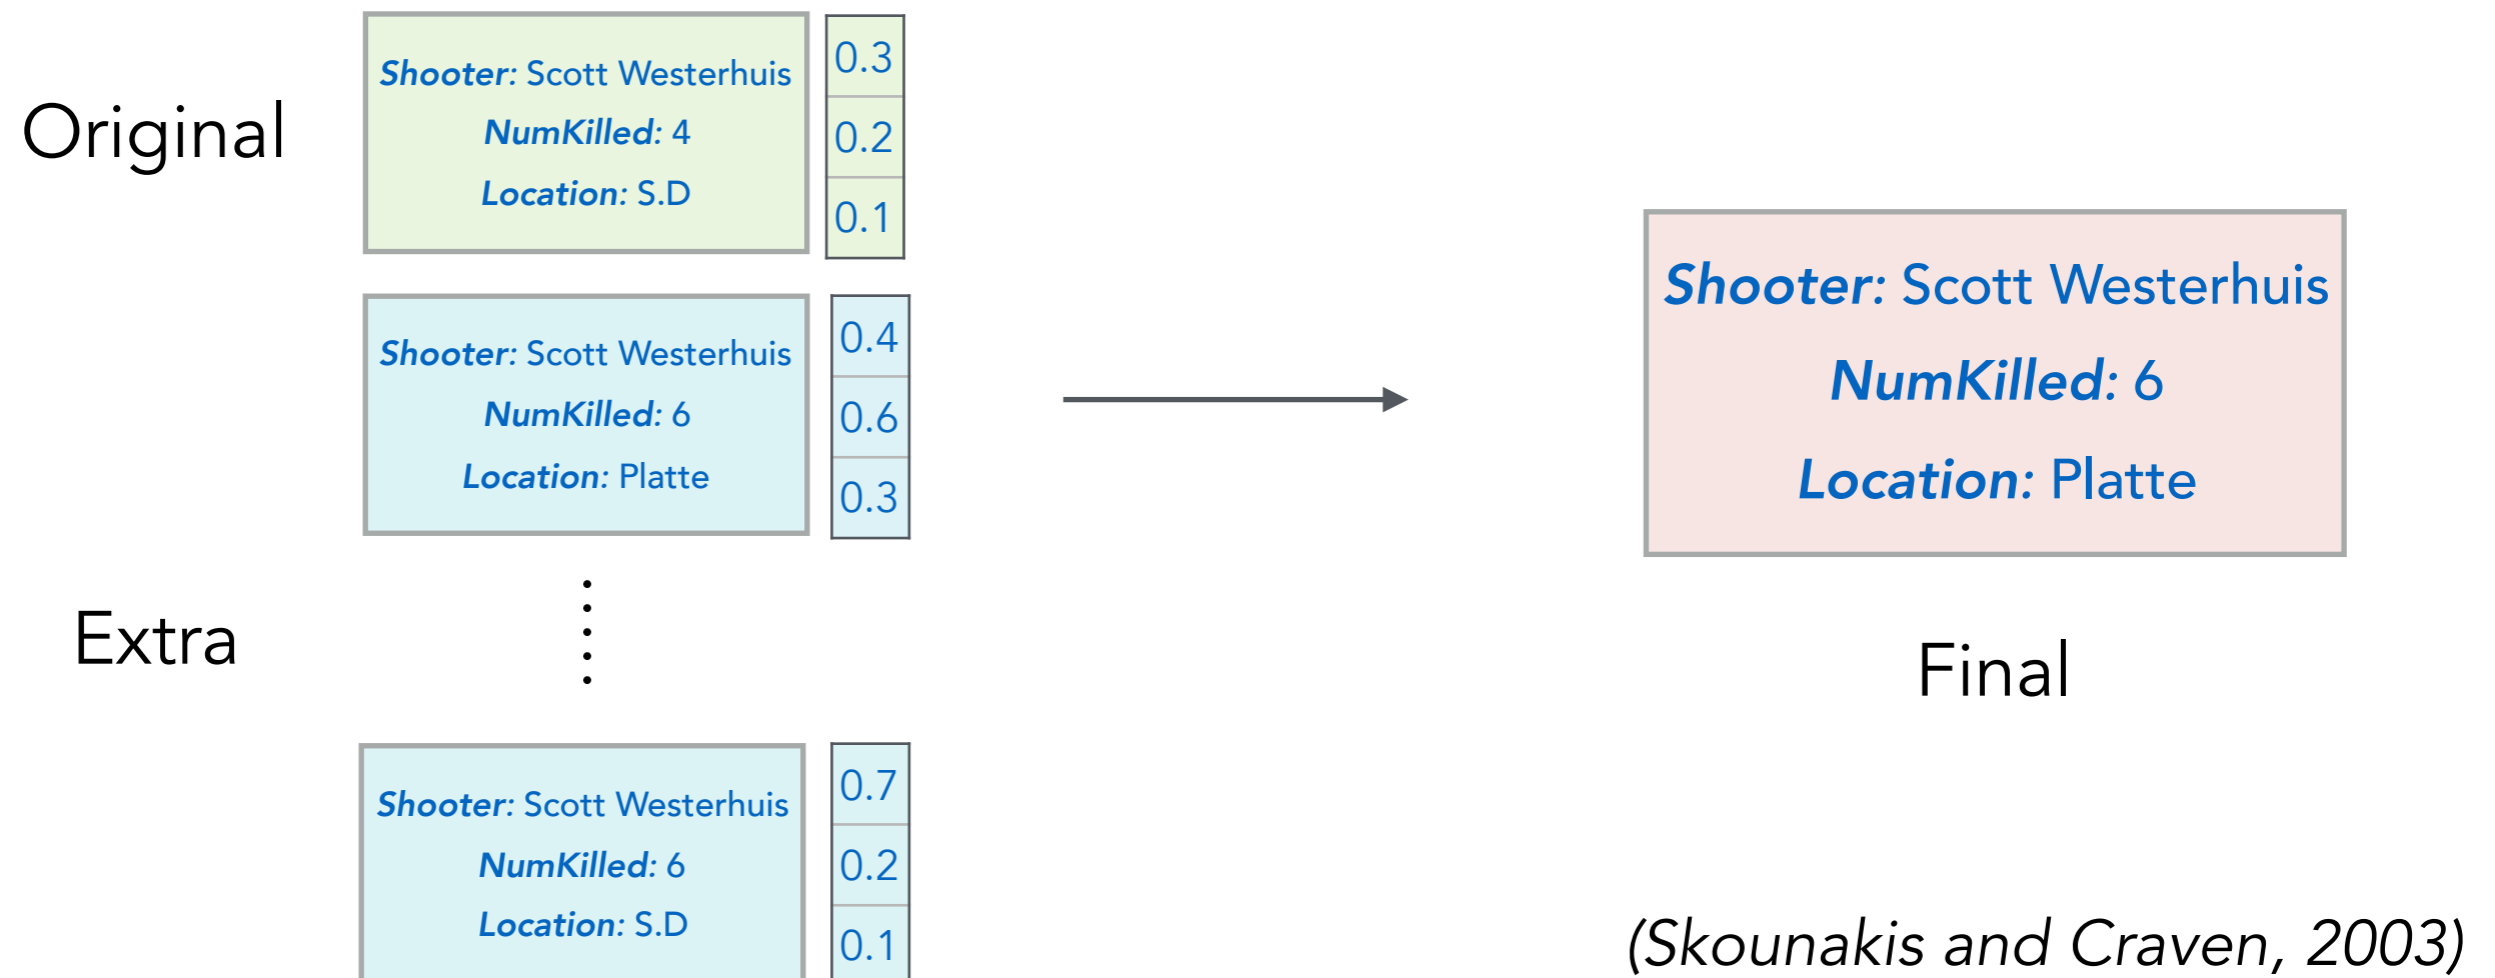 Original
Shooter: Scott Westerhuis
NumKilled: 4
Location: S.D
0.3
0.2
0.1
Shooter: Scott Westerhuis
NumKilled: 6
Location: Platte
0.4
0.6
0.3
Extra
Shooter: Scott Westerhuis
NumKilled: 6
Location: S.D
0.7
0.2
0.1
Shooter: Scott Westerhuis
NumKilled: 6
Location: Platte
Final
(Skounakis and Craven, 2003)